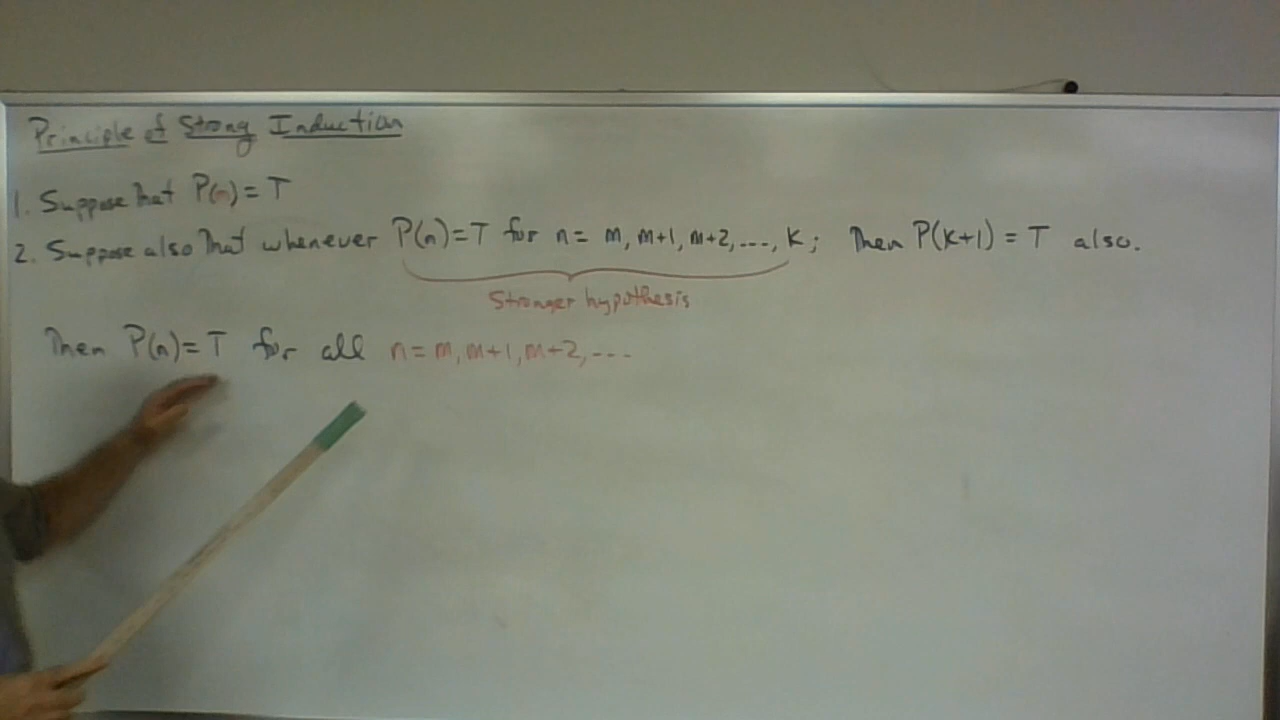 Principle of Strong Induction
1. Suppose That P(m) = T
2. Suppose also That whenever P(n)=T for n= m, m+1, m+2, ..., k; Then P(k+1) = T also.
Stronger hypothesis
Then P(n)=T for all n=m, m+1, m+2, ...